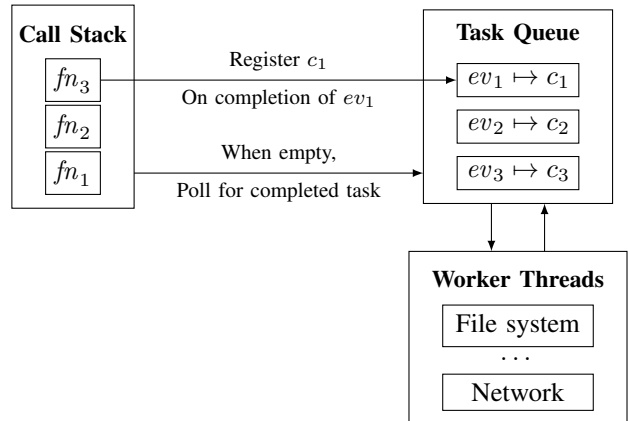 Call Stack
fn₃
fn₂
fn₁
Register c₁
On completion of ev₁
When empty,
Poll for completed task
Task Queue
ev₁ ↦ c₁
ev₂ ↦ c₂
ev₃ ↦ c₃
Worker Threads
File system
...
Network